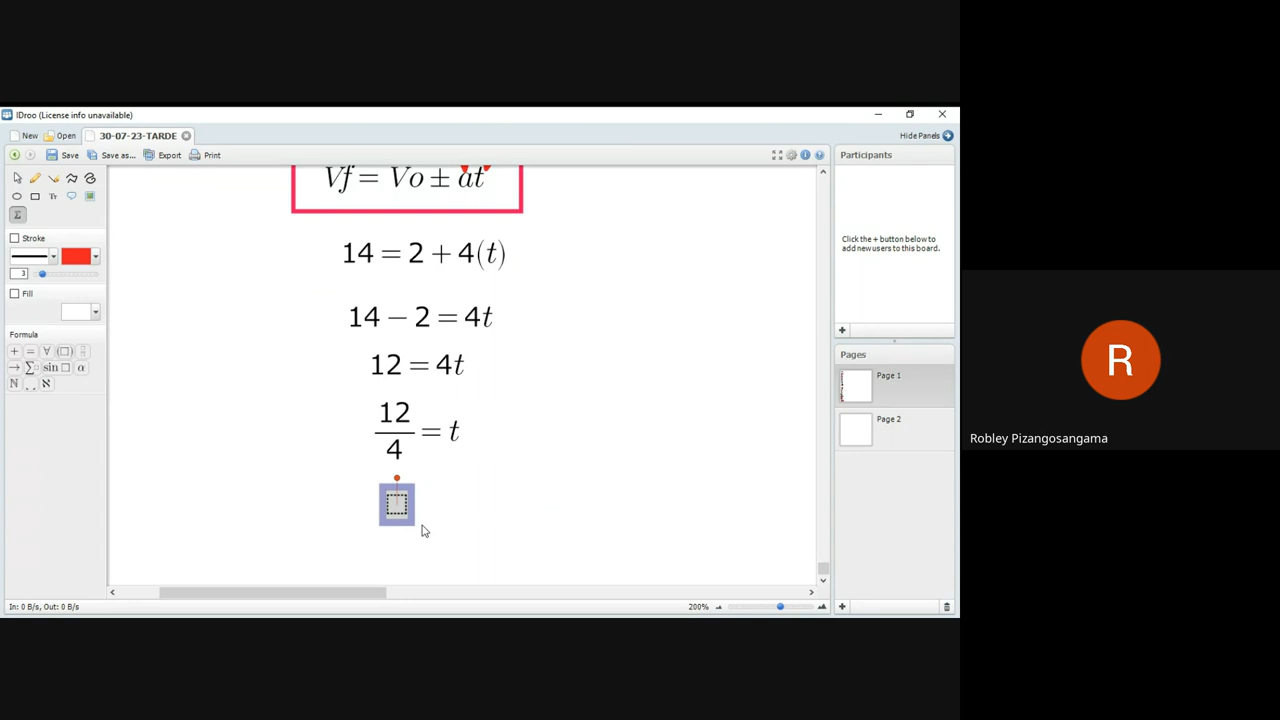 IDroo (License info unavailable)
New Open 30-07-23-TARDE Hide Panels
Save Save as... Export Print Participants
Vf = Vo ± at
14 = 2 + 4(t)
14 − 2 = 4t
12 = 4t
12/4 = t
Tт
Σ
Stroke
3
Fill
Formula
+ = ∀ (□)
→ Σ sin □ α
ℕ ℵ
Click the + button below to
add new users to this board.
Pages
Page 1
Page 2
R
Robley Pizangosangama
In: 0 B/s, Out: 0 B/s 200%